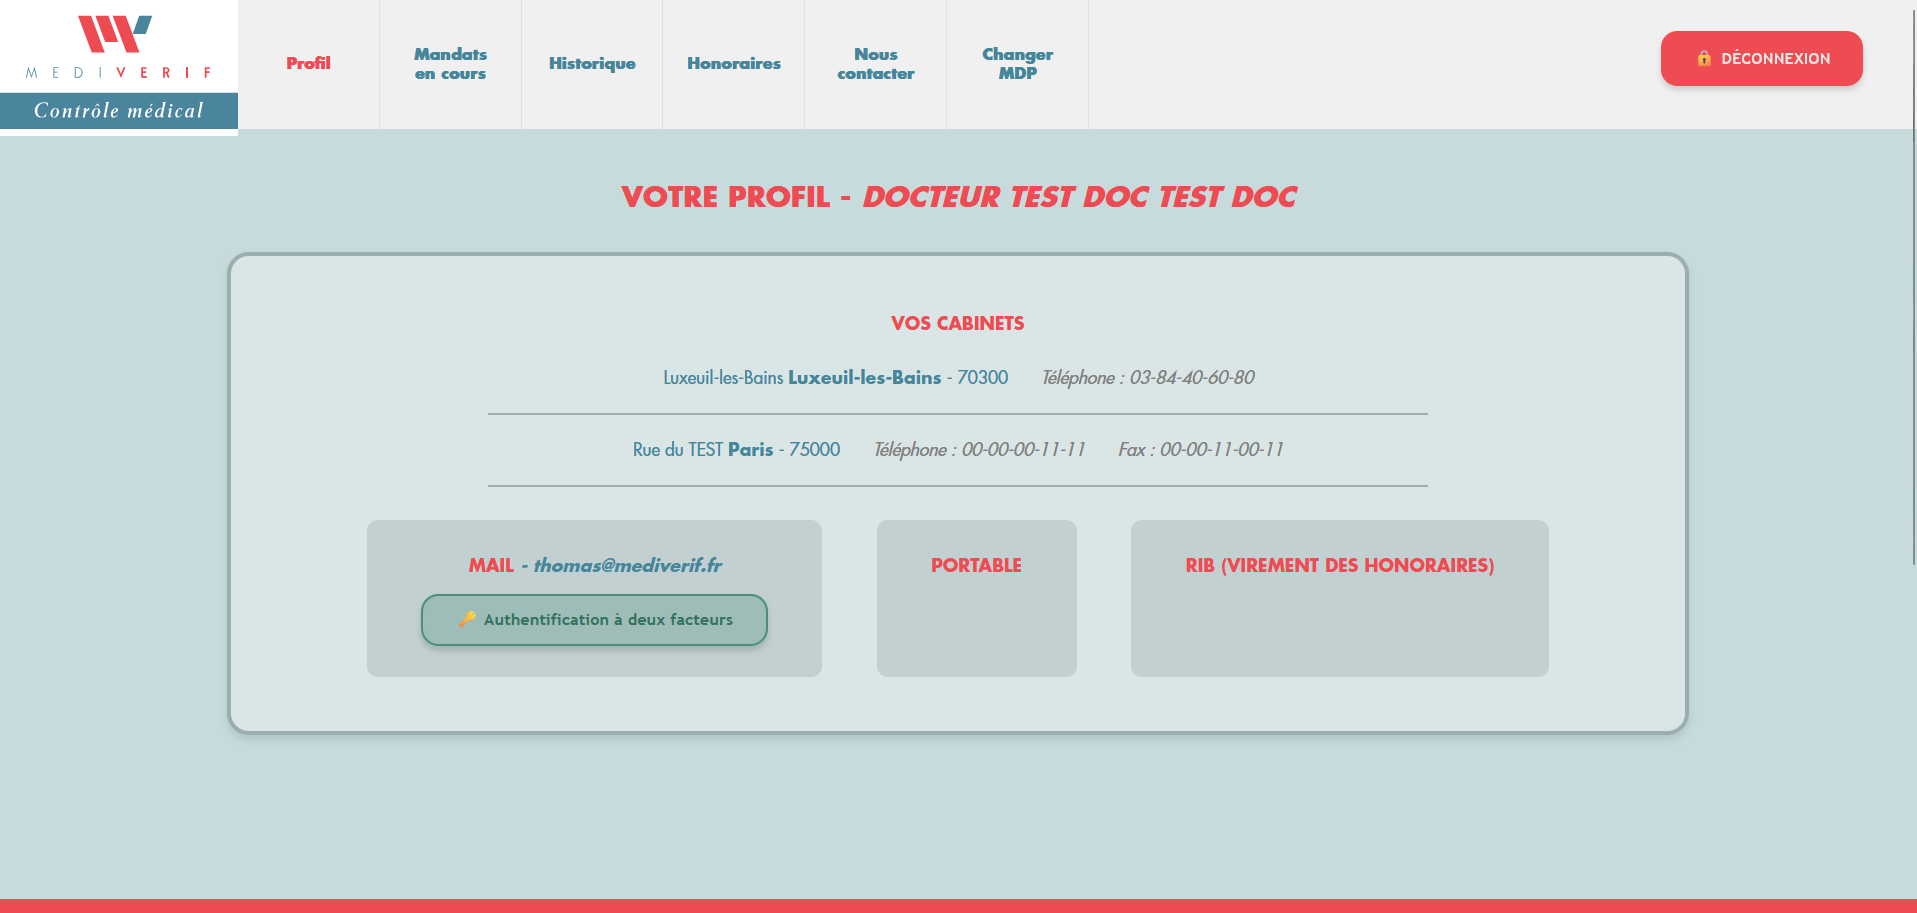 MEDIVERIF
Contrôle médical
Profil
Mandats
en cours
Historique
Honoraires
Nous
contacter
Changer
MDP
DÉCONNEXION
VOTRE PROFIL - DOCTEUR TEST DOC TEST DOC
VOS CABINETS
Luxeuil-les-Bains Luxeuil-les-Bains - 70300 Téléphone : 03-84-40-60-80
Rue du TEST Paris - 75000 Téléphone : 00-00-00-11-11 Fax : 00-00-11-00-11
MAIL - thomas@mediverif.fr
Authentification à deux facteurs
PORTABLE
RIB (VIREMENT DES HONORAIRES)